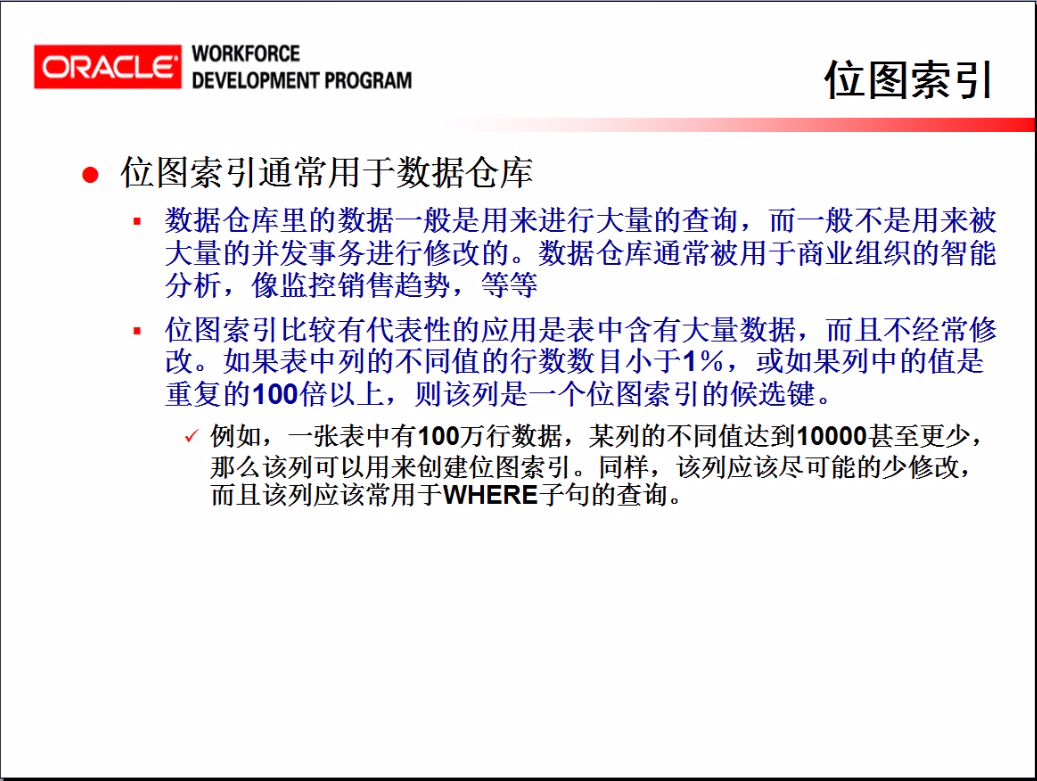 ORACLE
WORKFORCE
DEVELOPMENT PROGRAM
位图索引
位图索引通常用于数据仓库
数据仓库里的数据一般是用来进行大量的查询，而一般不是用来被
大量的并发事务进行修改的。数据仓库通常被用于商业组织的智能
分析，像监控销售趋势，等等
位图索引比较有代表性的应用是表中含有大量数据，而且不经常修
改。如果表中列的不同值的行数数目小于1％，或如果列中的值是
重复的100倍以上，则该列是一个位图索引的候选键。
例如，一张表中有100万行数据，某列的不同值达到10000甚至更少，
那么该列可以用来创建位图索引。同样，该列应该尽可能的少修改，
而且该列应该常用于WHERE子句的查询。